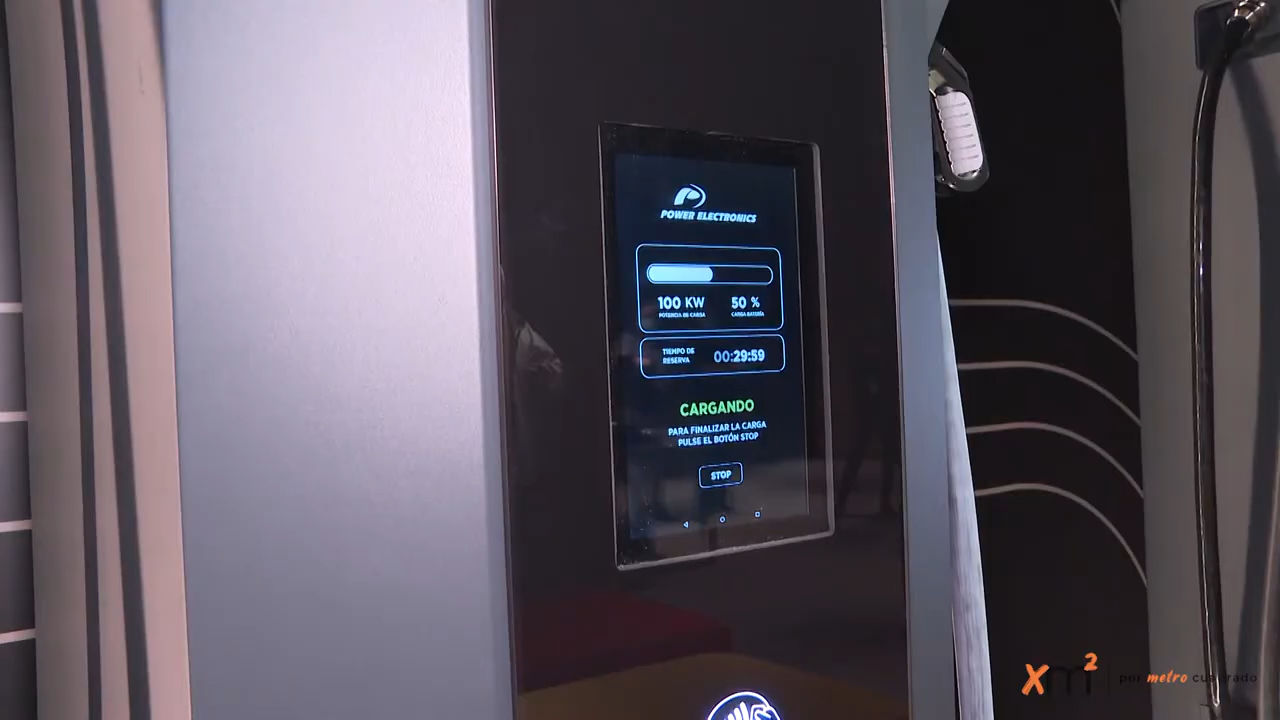 POWER ELECTRONICS
100 KW
POTENCIA DE CARGA
50 %
CARGA BATERÍA
TIEMPO DE
RESERVA
00:29:59
CARGANDO
PARA FINALIZAR LA CARGA
PULSE EL BOTÓN STOP
STOP
xm² por metro cuadrado